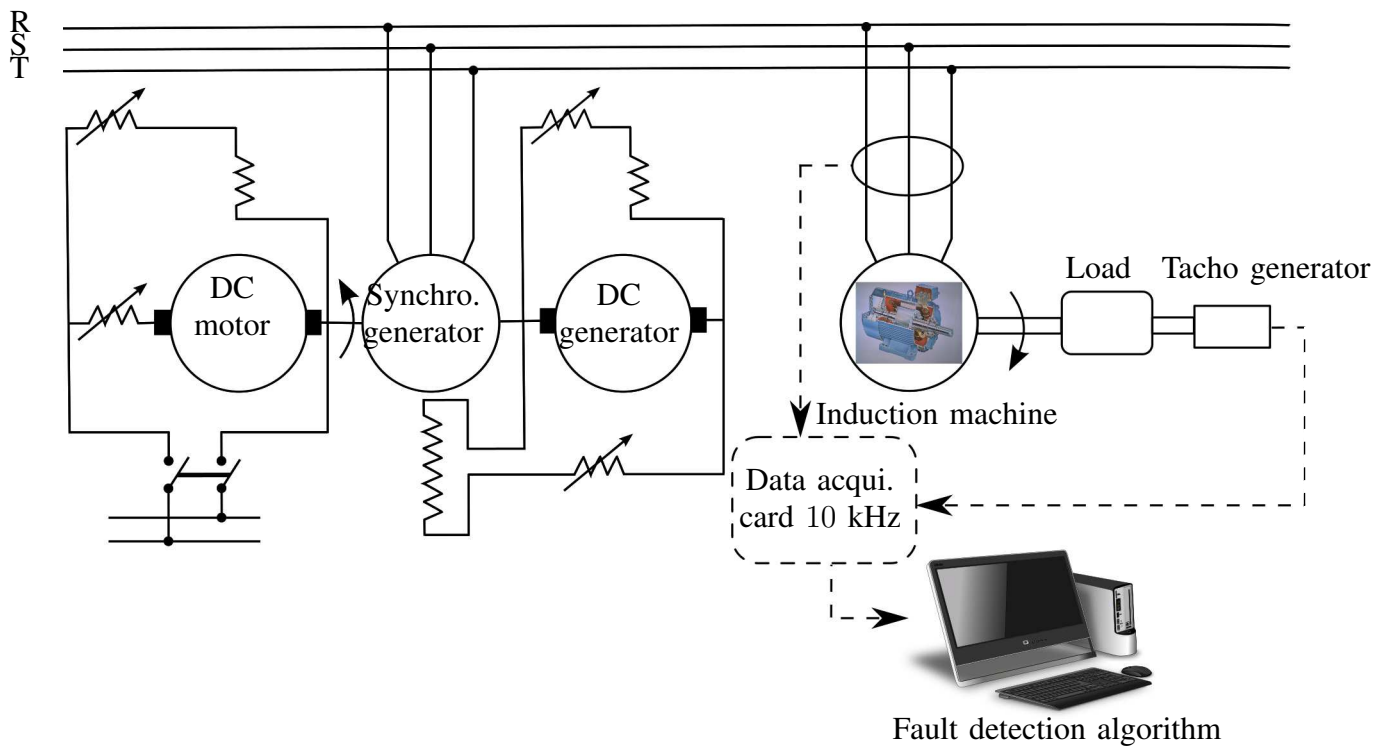 R
S
T
DC
motor
Synchro.
generator
DC
generator
Load
Tacho generator
Induction machine
Data acqui.
card 10 kHz
Fault detection algorithm